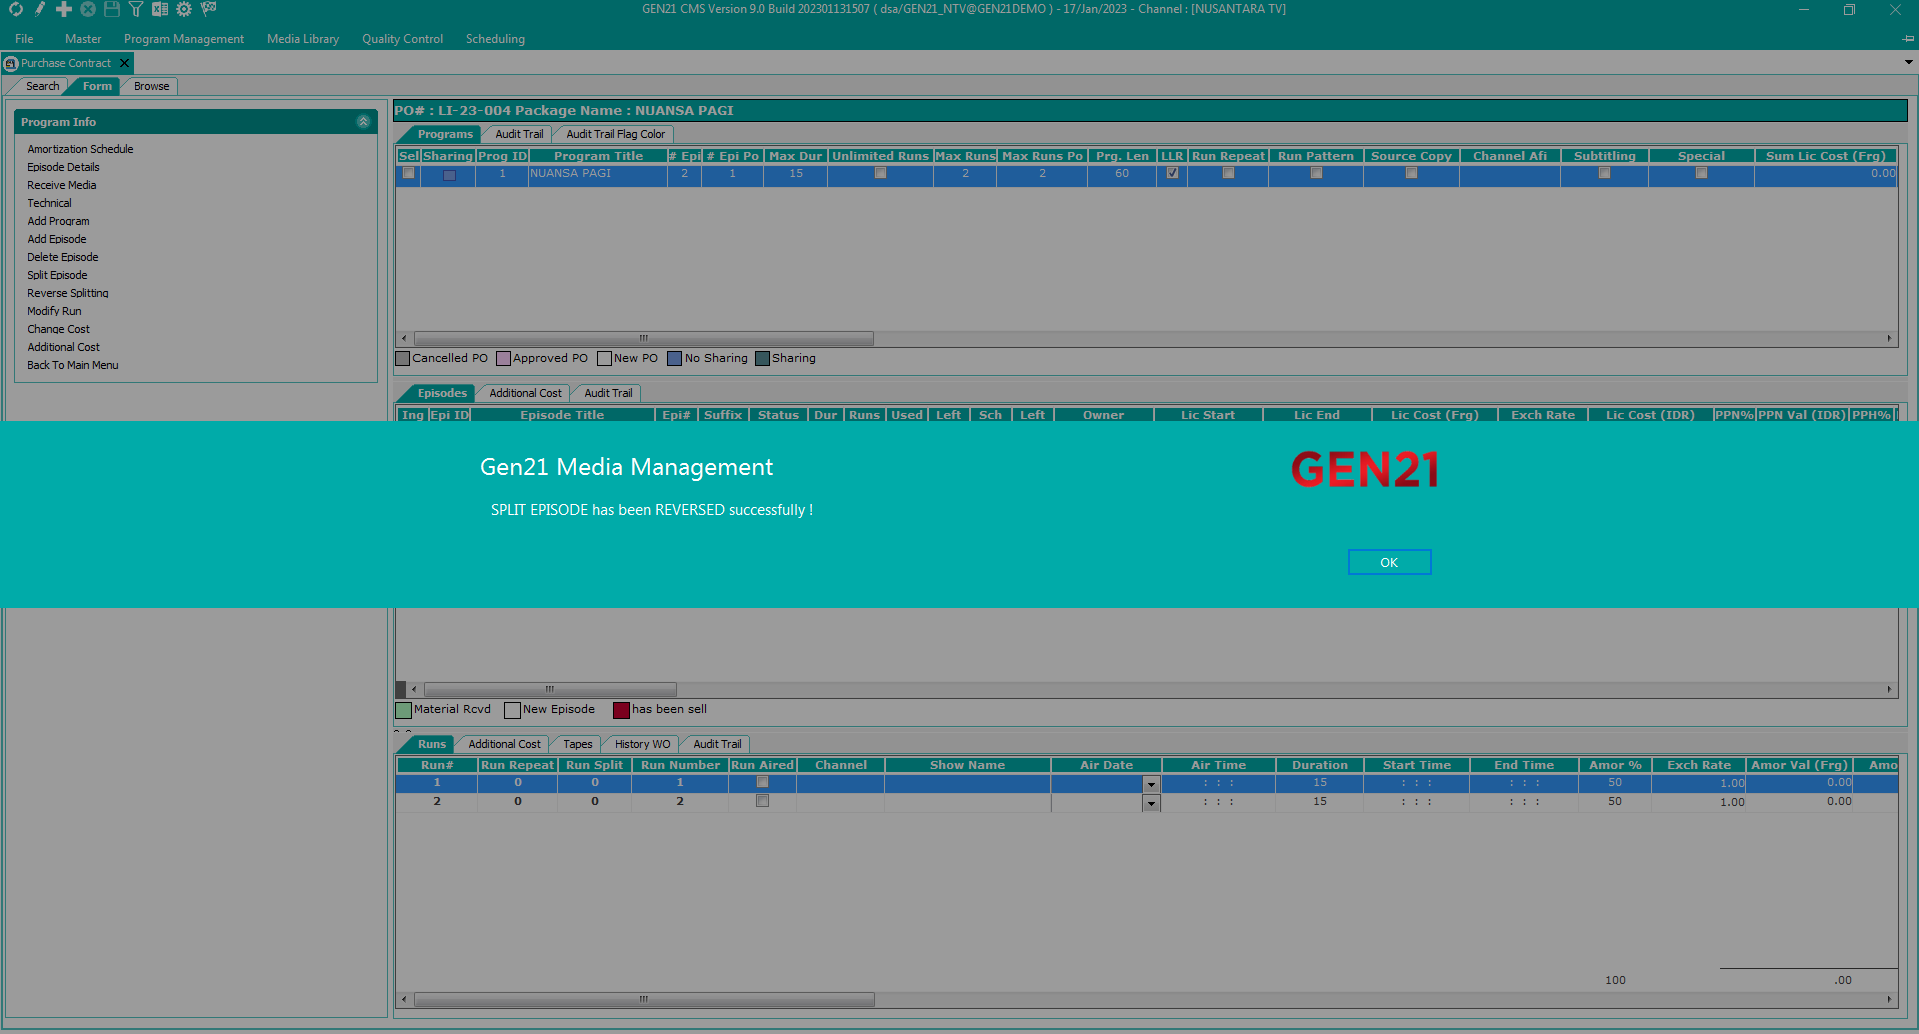 GEN21 CMS Version 9.0 Build 202301131507 ( dsa/GEN21_NTV@GEN21DEMO ) - 17/Jan/2023 - Channel : [NUSANTARA TV]
File Master Program Management Media Library Quality Control Scheduling
Purchase Contract
Search Form Browse
Program Info
Amortization Schedule
Episode Details
Receive Media
Technical
Add Program
Add Episode
Delete Episode
Split Episode
Reverse Splitting
Modify Run
Change Cost
Additional Cost
Back To Main Menu
PO# : LI-23-004 Package Name : NUANSA PAGI
Programs Audit Trail Audit Trail Flag Color
Sel Sharing Prog ID Program Title # Epi # Epi Po Max Dur Unlimited Runs Max Runs Max Runs Po Prg. Len LLR Run Repeat Run Pattern Source Copy Channel Afi Subtitling Special Sum Lic Cost (Frg)
1 NUANSA PAGI 2 1 15 2 2 60 0.00
Cancelled PO Approved PO New PO No Sharing Sharing
Episodes Additional Cost Audit Trail
Ing Epi ID Episode Title Epi# Suffix Status Dur Runs Used Left Sch Left Owner Lic Start Lic End Lic Cost (Frg) Exch Rate Lic Cost (IDR) PPN% PPN Val (IDR) PPH%
Gen21 Media Management
GEN21
SPLIT EPISODE has been REVERSED successfully !
OK
Material Rcvd New Episode has been sell
Runs Additional Cost Tapes History WO Audit Trail
Run# Run Repeat Run Split Run Number Run Aired Channel Show Name Air Date Air Time Duration Start Time End Time Amor % Exch Rate Amor Val (Frg) Amo
1 0 0 1 : : : 15 : : : : : : 50 1.00 0.00
2 0 0 2 : : : 15 : : : : : : 50 1.00 0.00
100 .00